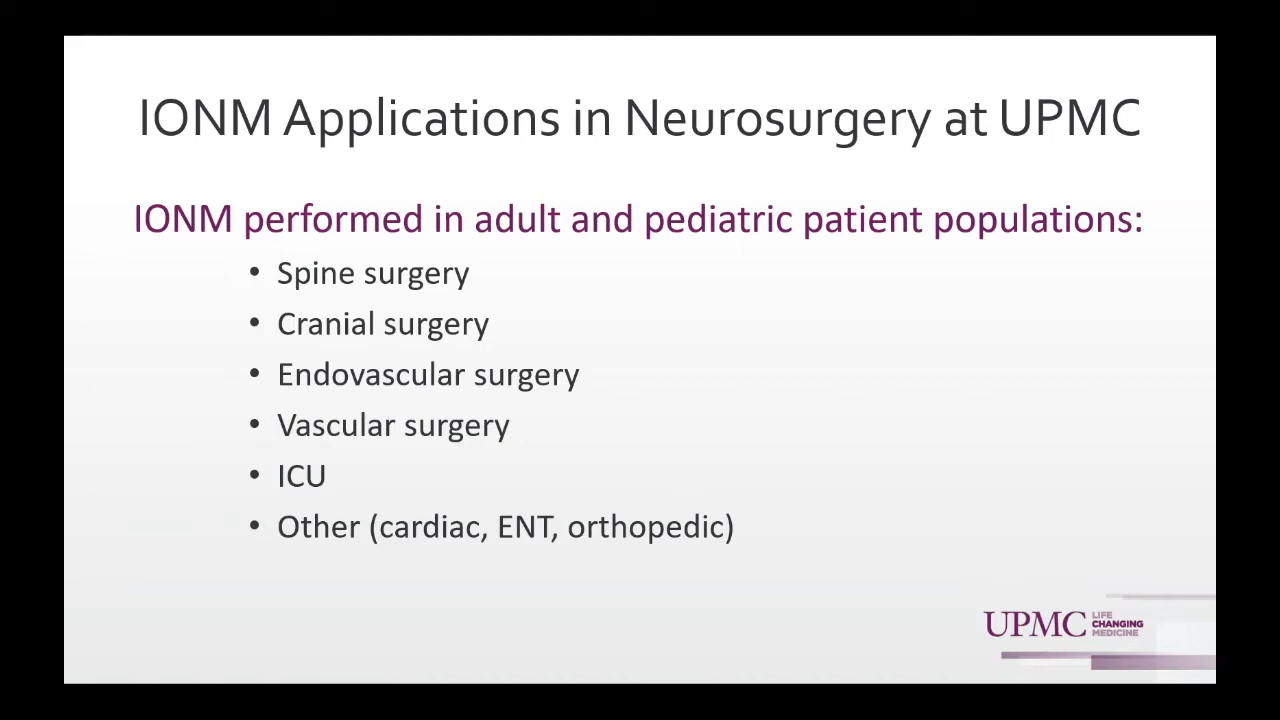 IONM Applications in Neurosurgery at UPMC
IONM performed in adult and pediatric patient populations:
• Spine surgery
• Cranial surgery
• Endovascular surgery
• Vascular surgery
• ICU
• Other (cardiac, ENT, orthopedic)
UPMC LIFE
CHANGING
MEDICINE